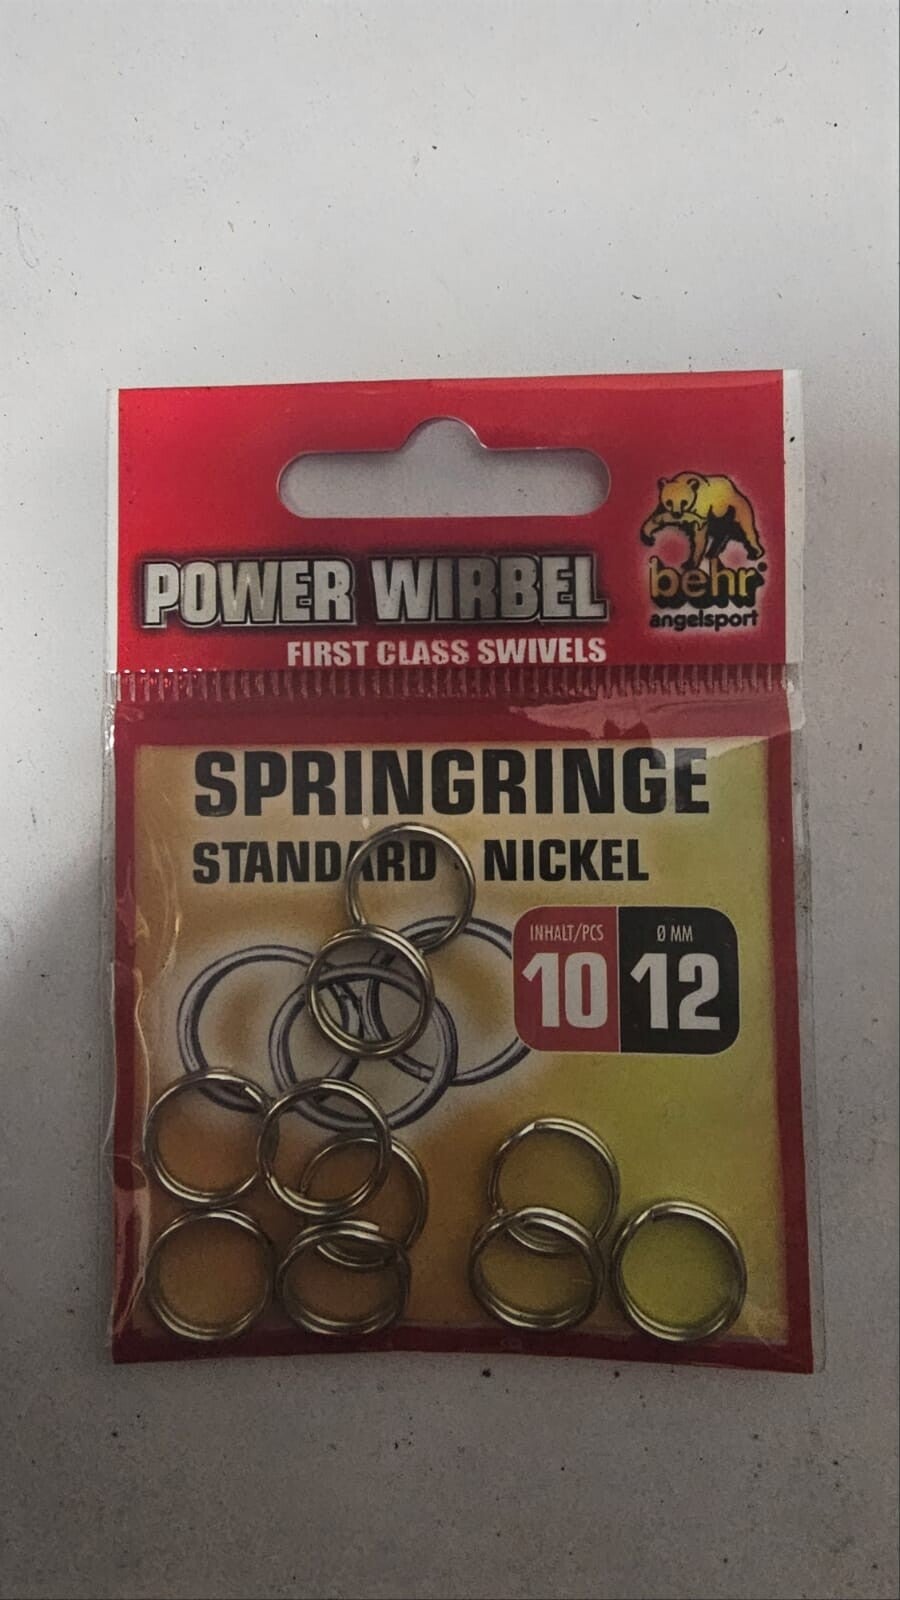 behr®
angelsport
POWER WIRBEL
FIRST CLASS SWIVELS
SPRINGRINGE
STANDARD - NICKEL
INHALT/PCS
10
Ø MM
12